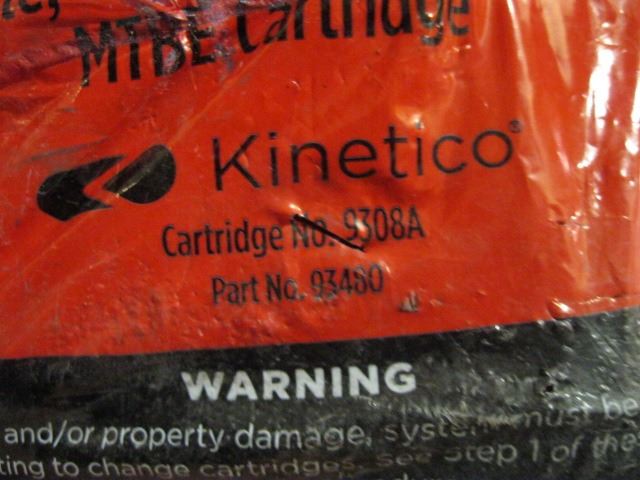 MTBE Cartridge
Kinetico®
Cartridge No. 9308A
Part No. 93480
WARNING
and/or property damage, system must be
ting to change cartridges. See Step 1 of the